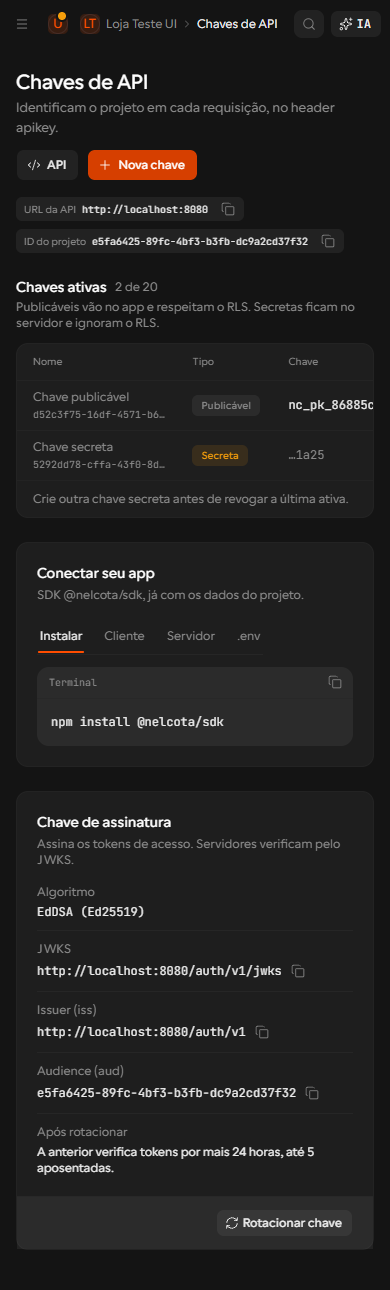 U LT Loja Teste UI > Chaves de API IA
Chaves de API
Identificam o projeto em cada requisição, no header
apikey.
</> API + Nova chave
URL da API http://localhost:8080
ID do projeto e5fa6425-89fc-4bf3-b3fb-dc9a2cd37f32
Chaves ativas 2 de 20
Publicáveis vão no app e respeitam o RLS. Secretas ficam no
servidor e ignoram o RLS.
Nome Tipo Chave
Chave publicável Publicável nc_pk_86885c
d52c3f75-16df-4571-b6…
Chave secreta Secreta …1a25
5292dd78-cffa-43f0-8d…
Crie outra chave secreta antes de revogar a última ativa.
Conectar seu app
SDK @nelcota/sdk, já com os dados do projeto.
Instalar Cliente Servidor .env
Terminal
npm install @nelcota/sdk
Chave de assinatura
Assina os tokens de acesso. Servidores verificam pelo
JWKS.
Algoritmo
EdDSA (Ed25519)
JWKS
http://localhost:8080/auth/v1/jwks
Issuer (iss)
http://localhost:8080/auth/v1
Audience (aud)
e5fa6425-89fc-4bf3-b3fb-dc9a2cd37f32
Após rotacionar
A anterior verifica tokens por mais 24 horas, até 5
aposentadas.
Rotacionar chave